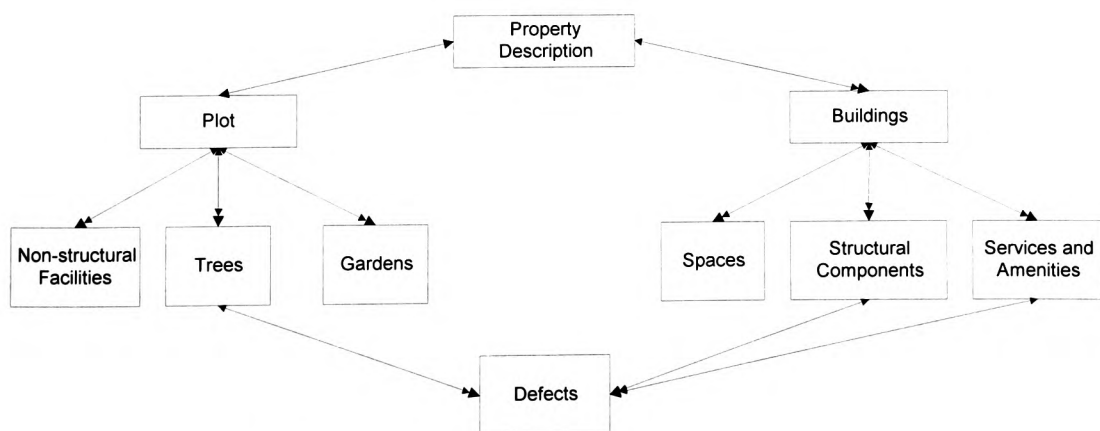 Property
Description
Plot
Buildings
Non-structural
Facilities
Trees
Gardens
Spaces
Structural
Components
Services and
Amenities
Defects